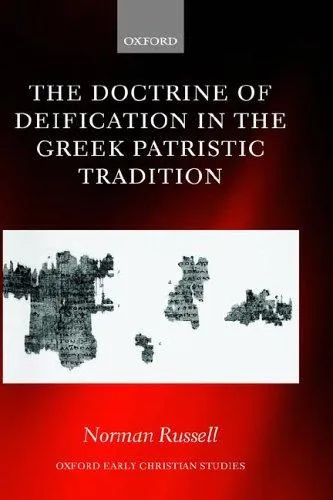 OXFORD
THE DOCTRINE OF
DEIFICATION IN THE
GREEK PATRISTIC
TRADITION
Norman Russell
OXFORD EARLY CHRISTIAN STUDIES